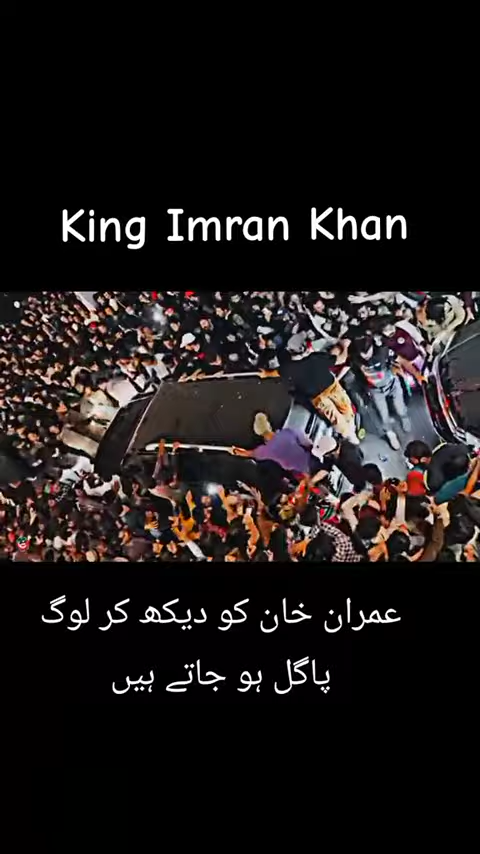 King Imran Khan
عمران خان کو دیکھ کر لوگ
پاگل ہو جاتے ہیں